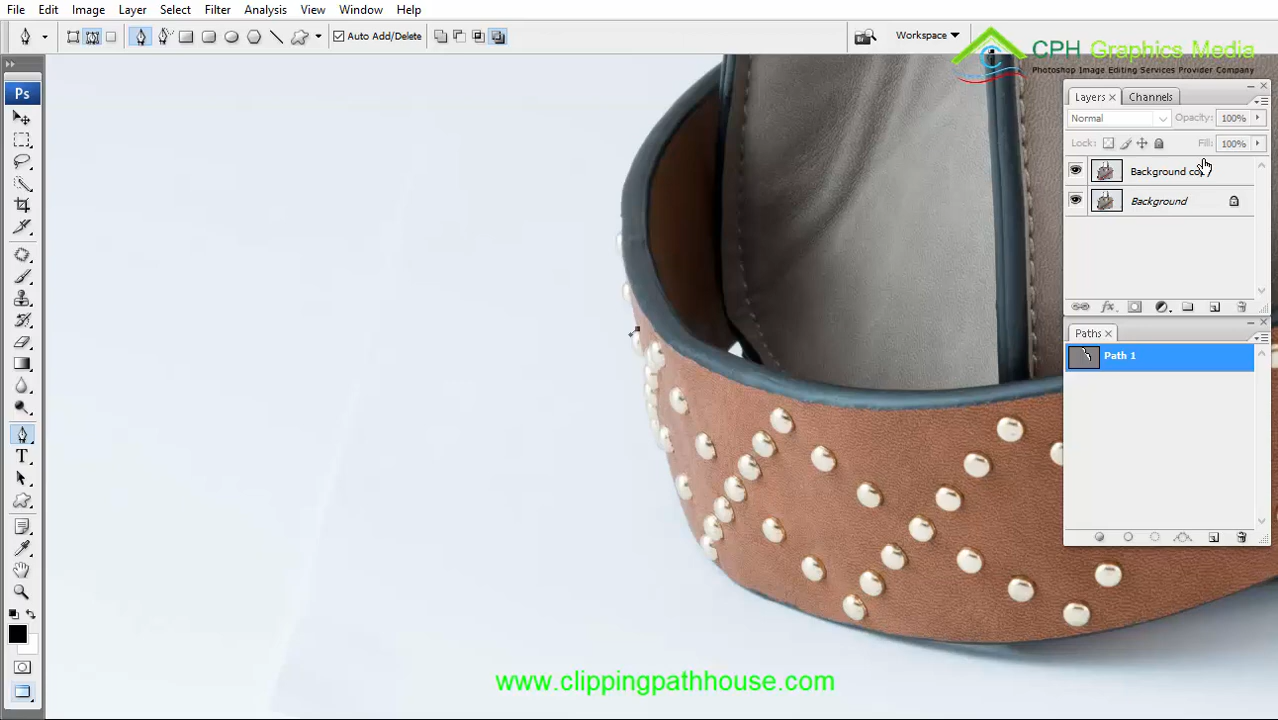 File Edit Image Layer Select Filter Analysis View Window Help
Auto Add/Delete
Workspace
CPH Graphics Media
Photoshop Image Editing Services Provider Company
Ps
Layers Channels
Normal Opacity: 100%
Lock: Fill: 100%
Background
Background
Paths
Path 1
T
www.clippingpathhouse.com